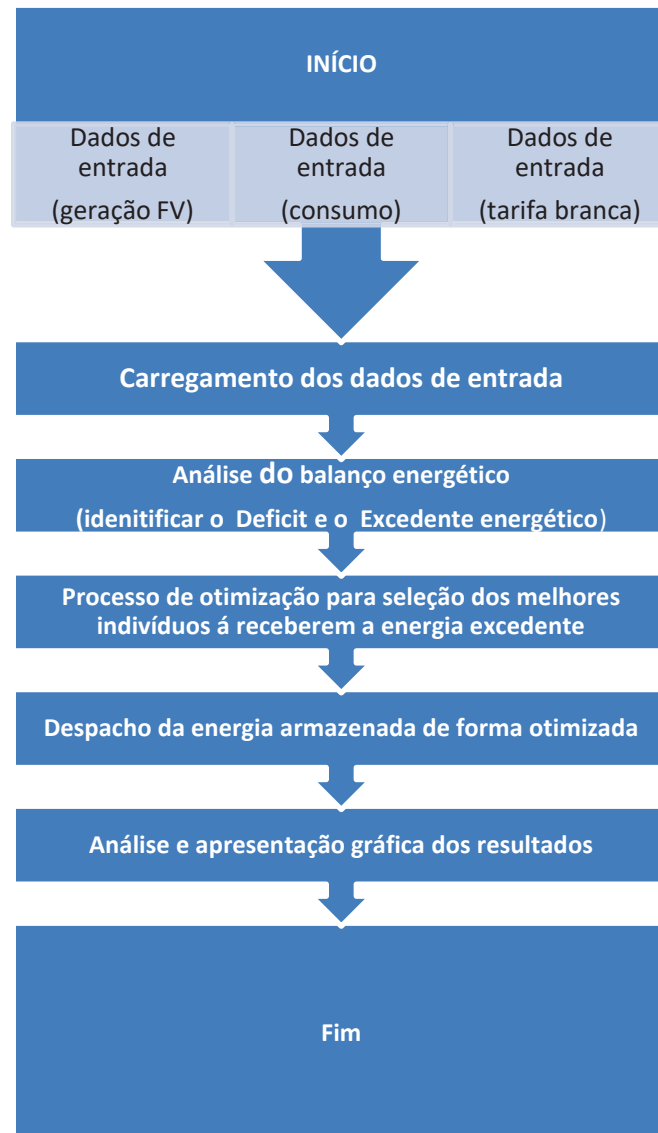 INÍCIO
Dados de
entrada
(geração FV)
Dados de
entrada
(consumo)
Dados de
entrada
(tarifa branca)
Carregamento dos dados de entrada
Análise do balanço energético
(idenitificar o Deficit e o Excedente energético)
Processo de otimização para seleção dos melhores
indivíduos á receberem a energia excedente
Despacho da energia armazenada de forma otimizada
Análise e apresentação gráfica dos resultados
Fim